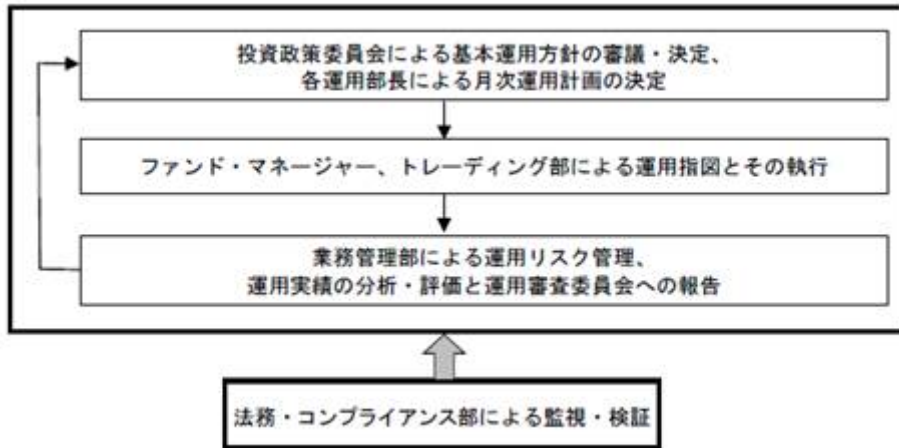 投資政策委員会による基本運用方針の審議・決定、
各運用部長による月次運用計画の決定
ファンド・マネージャー、トレーディング部による運用指図とその執行
業務管理部による運用リスク管理、
運用実績の分析・評価と運用審査委員会への報告
法務・コンプライアンス部による監視・検証